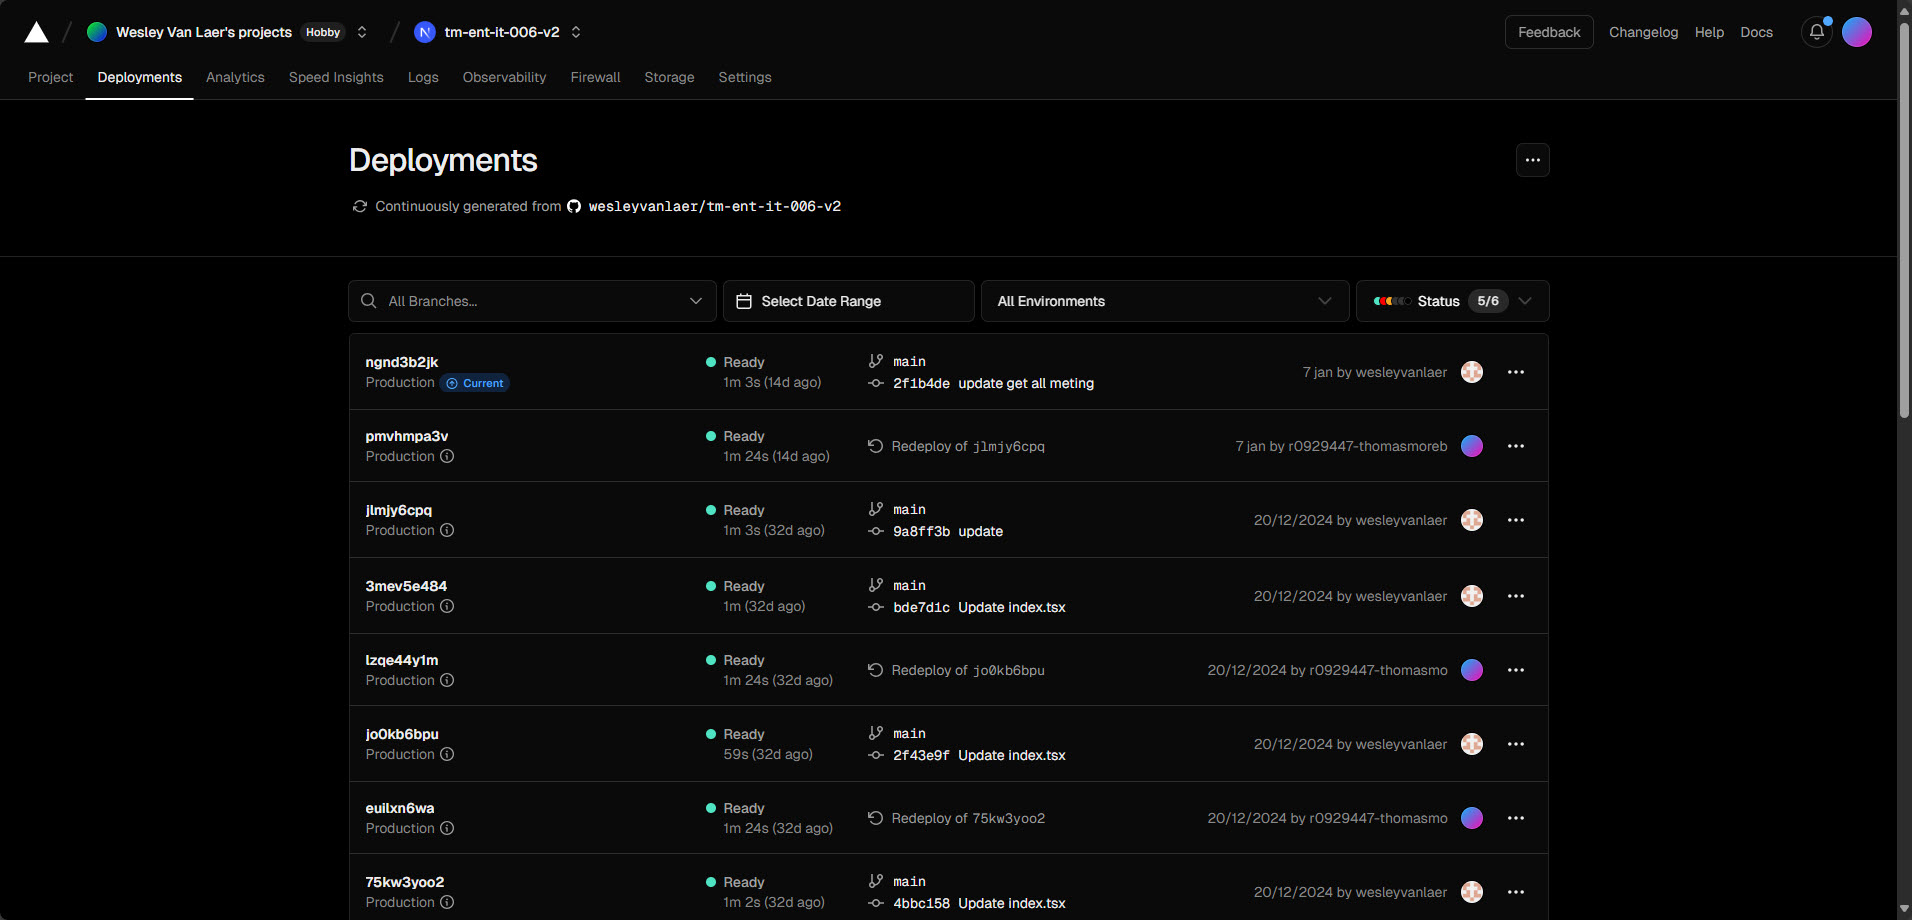 Wesley Van Laer's projects Hobby tm-ent-it-006-v2 Feedback Changelog Help Docs
Project Deployments Analytics Speed Insights Logs Observability Firewall Storage Settings
Deployments
Continuously generated from wesleyvanlaer/tm-ent-it-006-v2
All Branches... Select Date Range All Environments Status 5/6
ngnd3b2jk Ready main
Production Current 1m 3s (14d ago) 2f1b4de update get all meting 7 jan by wesleyvanlaer
pmvhmpa3v Ready
Production 1m 24s (14d ago) Redeploy of jlmjy6cpq 7 jan by r0929447-thomasmoreb
jlmjy6cpq Ready main
Production 1m 3s (32d ago) 9a8ff3b update 20/12/2024 by wesleyvanlaer
3mev5e484 Ready main
Production 1m (32d ago) bde7d1c Update index.tsx 20/12/2024 by wesleyvanlaer
lzqe44y1m Ready
Production 1m 24s (32d ago) Redeploy of jo0kb6bpu 20/12/2024 by r0929447-thomasmo
jo0kb6bpu Ready main
Production 59s (32d ago) 2f43e9f Update index.tsx 20/12/2024 by wesleyvanlaer
euilxn6wa Ready
Production 1m 24s (32d ago) Redeploy of 75kw3yoo2 20/12/2024 by r0929447-thomasmo
75kw3yoo2 Ready main
Production 1m 2s (32d ago) 4bbc158 Update index.tsx 20/12/2024 by wesleyvanlaer